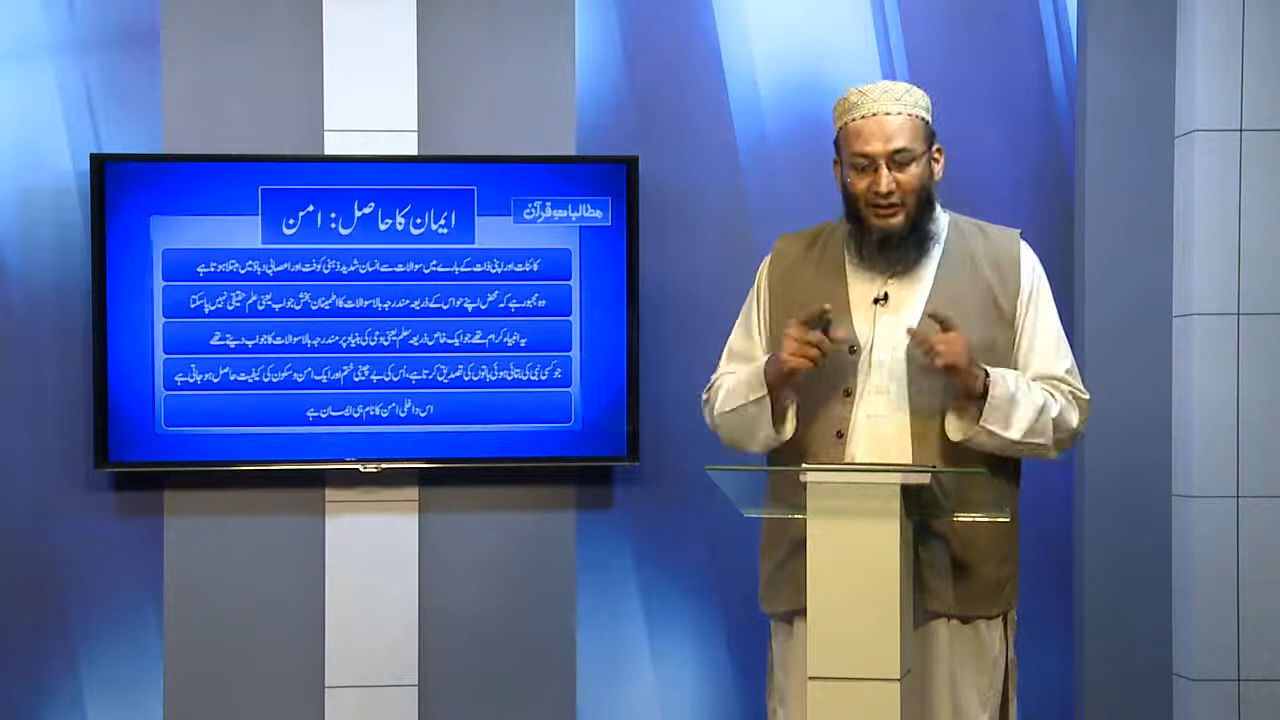 ایمان کا حاصل : امن
مطالباتِ قرآن
کائنات اور اپنی ذات کے بارے میں سوالات سے انسان شدید ذہنی کوفت اور اعصابی دباؤ میں مبتلا ہوتا ہے
وہ مجبور ہے کہ محض اپنے حواس کے ذریعہ مندرجہ بالا سوالات کا اطمینان بخش جواب یعنی علم حقیقی نہیں پاسکتا
یہ انبیاء کرام تھے جو ایک خاص ذریعہ علم یعنی وحی کی بنیاد پر مندرجہ بالا سوالات کا جواب دیتے تھے
جو کسی نبی کی بتائی ہوئی باتوں کی تصدیق کرتا ہے، اُس کی بے چینی ختم اور ایک امن و سکون کی کیفیت حاصل ہو جاتی ہے
اس داخلی امن کا نام ہی ایمان ہے